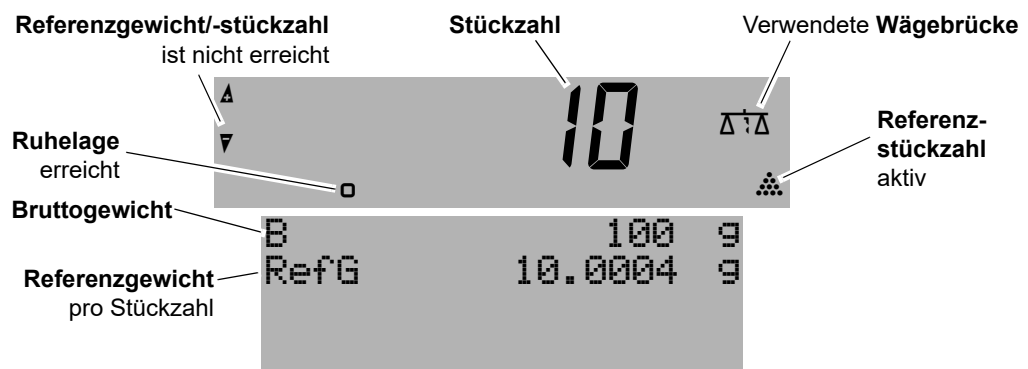 Referenzgewicht/-stückzahl
ist nicht erreicht
Stückzahl
Verwendete Wägebrücke
10
1
Ruhelage
erreicht
Referenz-
stückzahl
aktiv
Bruttogewicht
B 100 g
Referenzgewicht
pro Stückzahl
RefG 10.0004 g